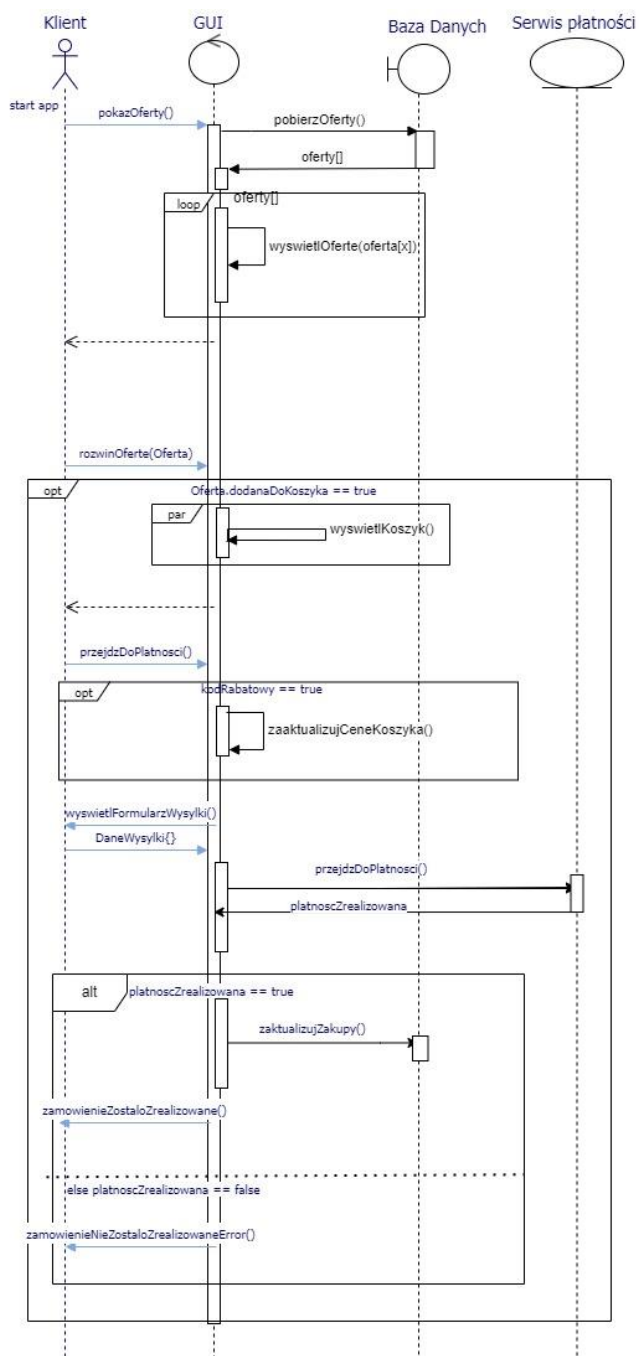 Klient
GUI
Baza Danych
Serwis płatności
start app
pokazOferty()
pobierzOferty()
oferty[]
loop
oferty[]
wyswietlOferte(oferta[x])
rozwinOferte(Oferta)
opt
Oferta.dodanaDoKoszyka == true
par
wyswietlKoszyk()
przejdzDoPlatnosci()
opt
kodRabatowy == true
zaaktualizujCeneKoszyka()
wyswietlFormularzWysylki()
DaneWysylki{}
przejdzDoPlatnosci()
platnoscZrealizowana
alt
platnoscZrealizowana == true
zaktualizujZakupy()
zamowienieZostaloZrealizowane()
else platnoscZrealizowana == false
zamowienieNieZostaloZrealizowaneError()